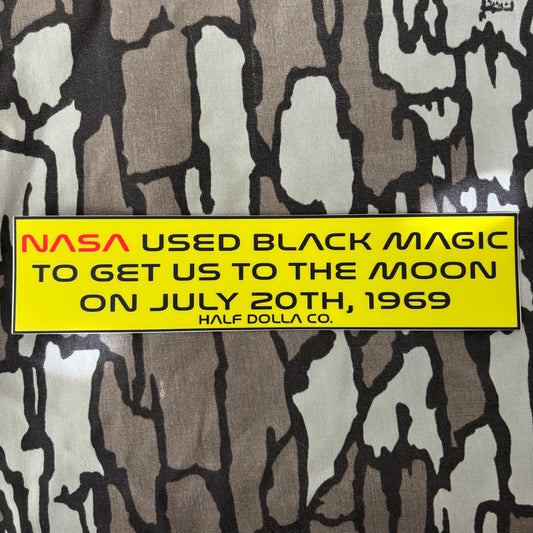 NASA USED BLACK MAGIC
TO GET US TO THE MOON
ON JULY 20TH, 1969
HALF DOLLA CO.